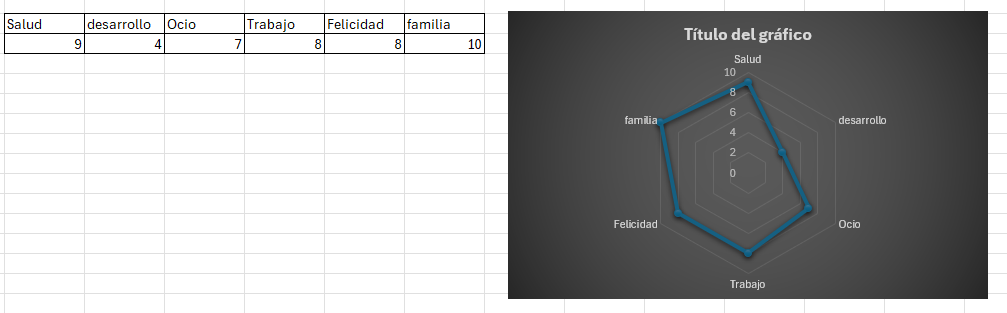 Salud desarrollo Ocio Trabajo Felicidad familia
9 4 7 8 8 10
Título del gráfico
Salud
10
8
familia desarrollo
6
4
2
0
Felicidad Ocio
Trabajo